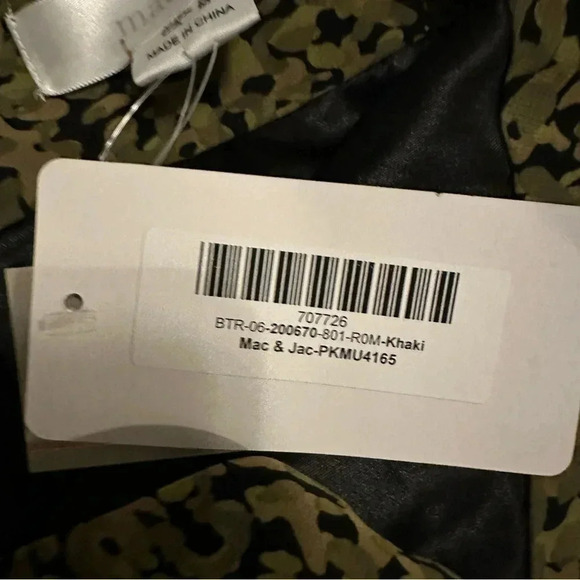 MADE IN CHINA
707726
BTR-06-200670-801-R0M-Khaki
Mac & Jac-PKMU4165